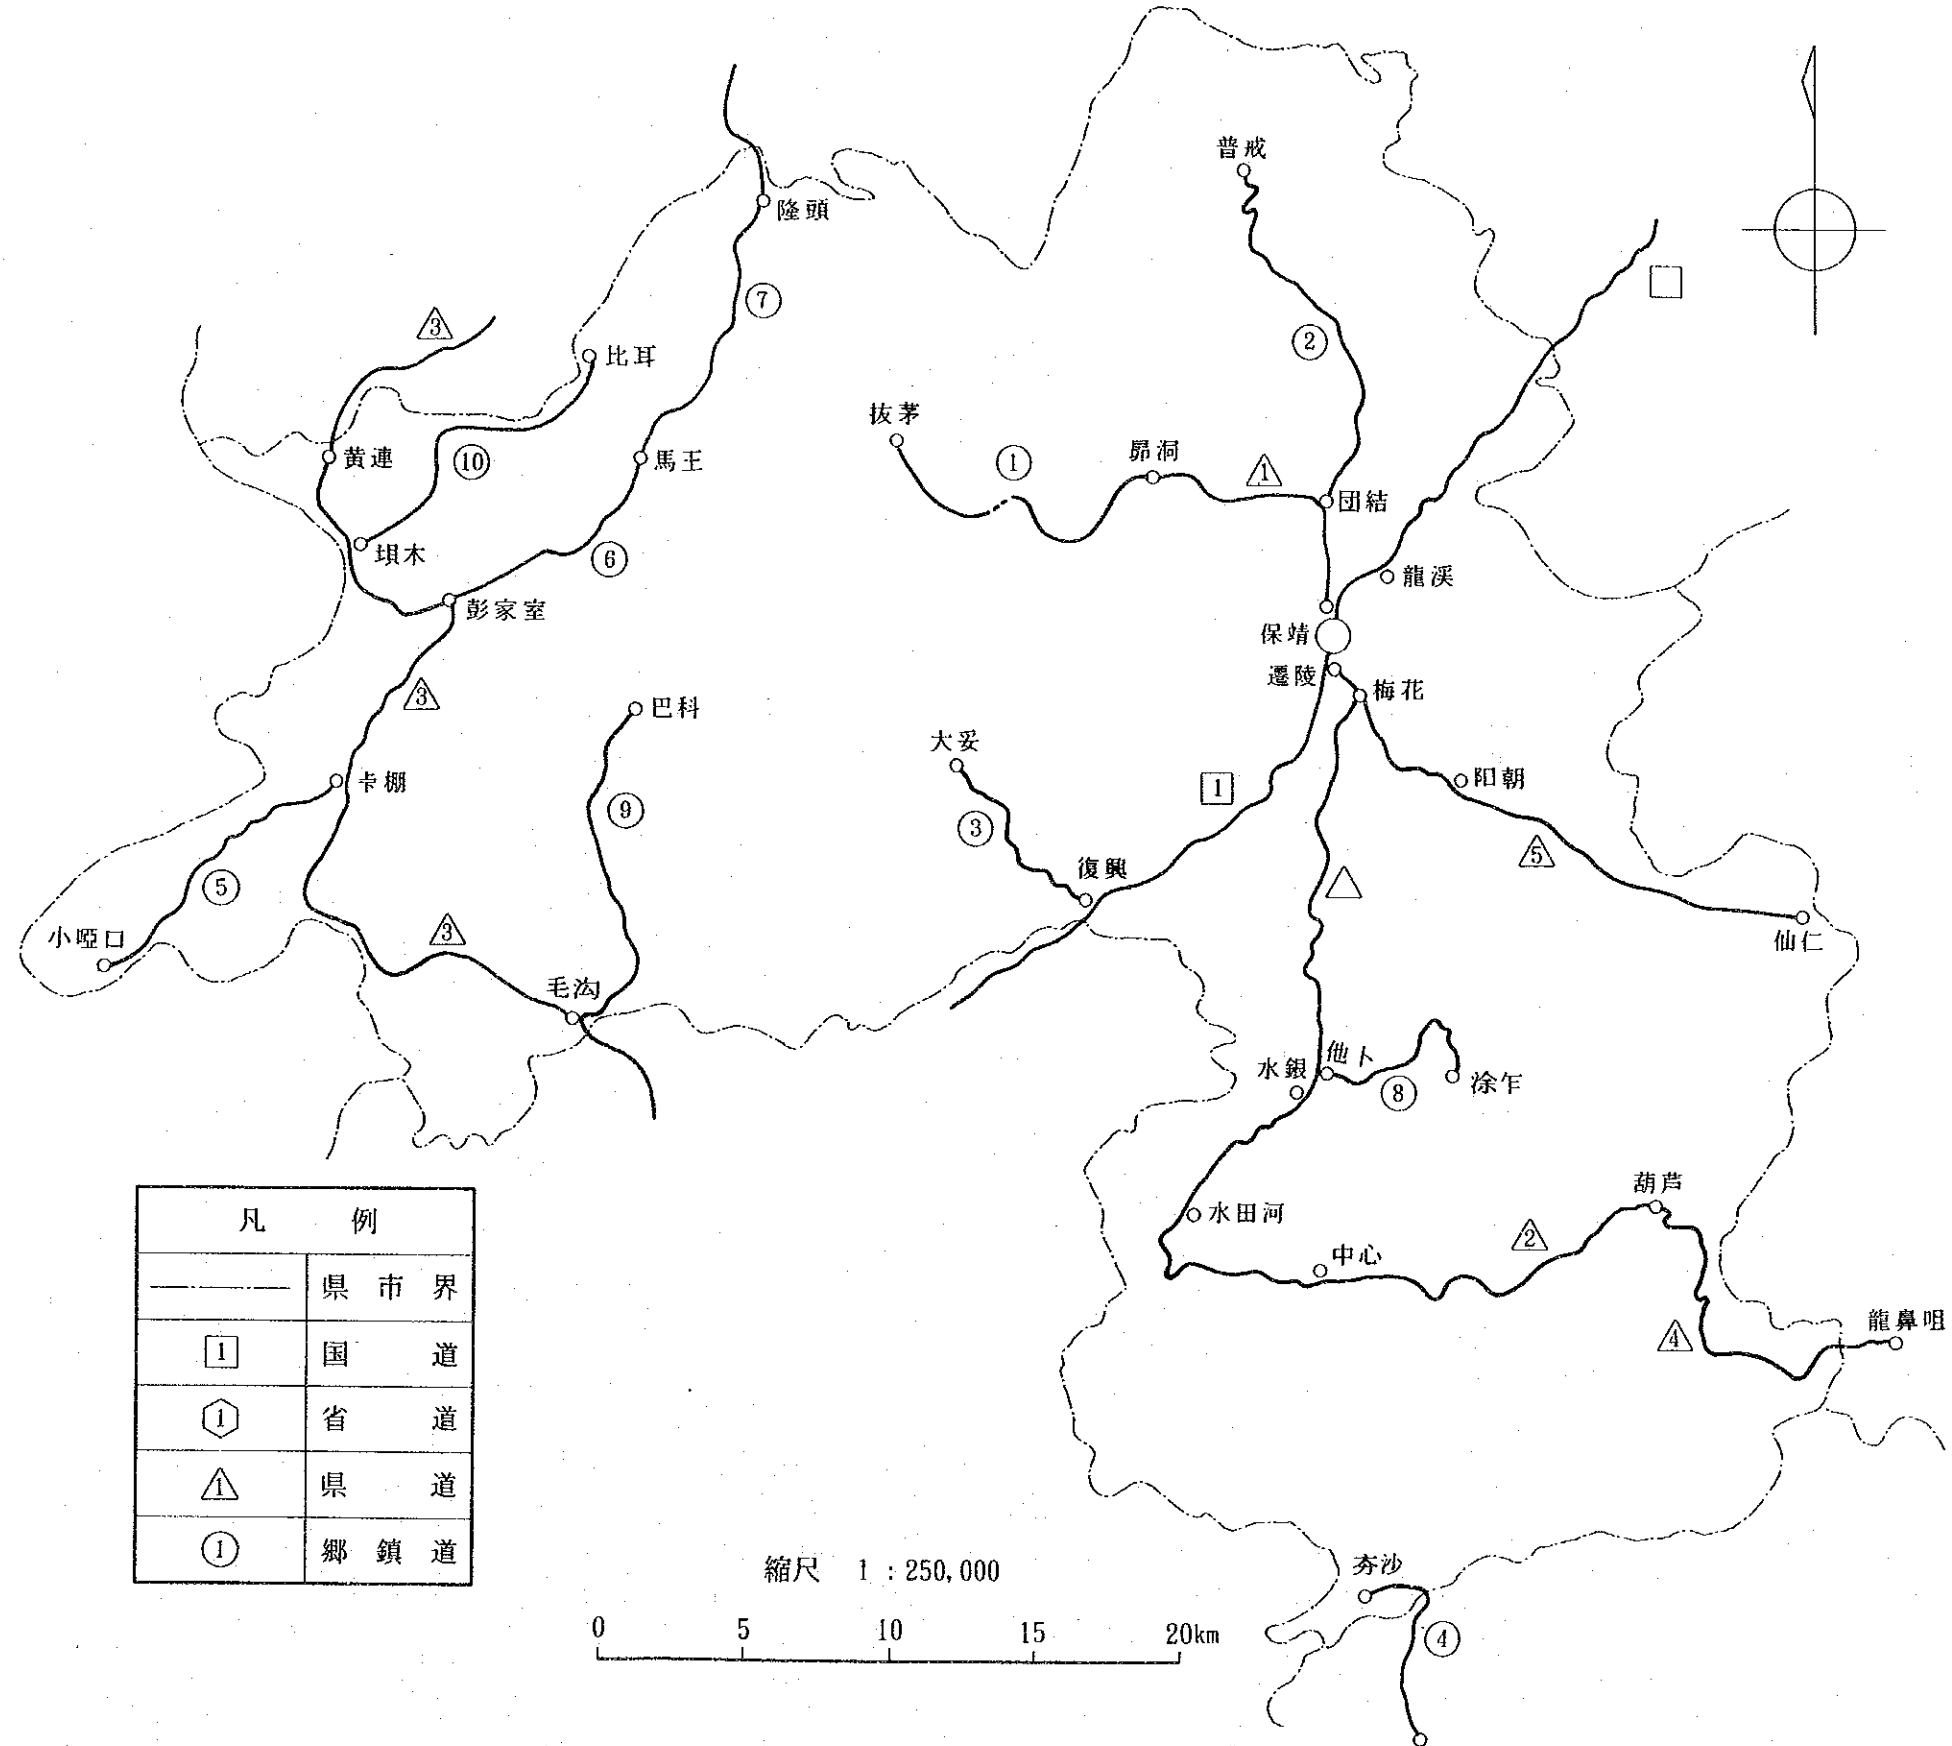 普戒
隆頭
⑦
3
比耳
②
抜茅
昴洞
黄連
⑩
馬王
①
1
団結
⑥
龍渓
彭家室
保靖
遷陵
梅花
3
巴科
大妥
阳朝
卡棚
1
⑨
③
5
復興
⑤
仙仁
小啞口
3
毛沟
水銀
他卜
⑧
涂乍
葫芦
水田河
中心
2
4
龍鼻咀
夯沙
④
凡 例
県市界
1 国道
1 省道
1 県道
① 郷鎮道
縮尺 1 : 250,000
0 5 10 15 20km